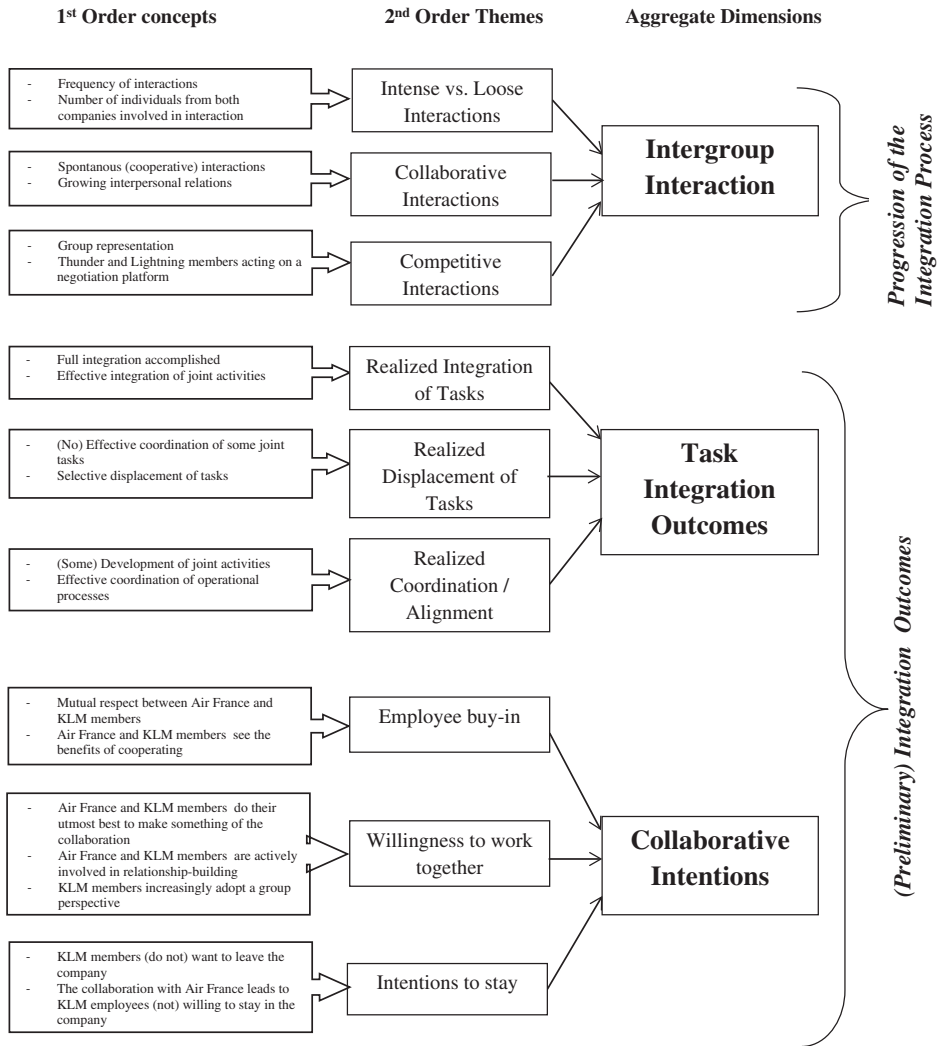 1st Order concepts
2nd Order Themes
Aggregate Dimensions
- Frequency of interactions
- Number of individuals from both
companies involved in interaction
Intense vs. Loose
Interactions
- Spontanous (cooperative) interactions
- Growing interpersonal relations
Collaborative
Interactions
- Group representation
- Thunder and Lightning members acting on a
negotiation platform
Competitive
Interactions
Intergroup
Interaction
Progression of the
Integration Process
- Full integration accomplished
- Effective integration of joint activities
Realized Integration
of Tasks
- (No) Effective coordination of some joint
tasks
- Selective displacement of tasks
Realized
Displacement of
Tasks
- (Some) Development of joint activities
- Effective coordination of operational
processes
Realized
Coordination /
Alignment
Task
Integration
Outcomes
- Mutual respect between Air France and
KLM members
- Air France and KLM members see the
benefits of cooperating
Employee buy-in
- Air France and KLM members do their
utmost best to make something of the
collaboration
- Air France and KLM members are actively
involved in relationship-building
- KLM members increasingly adopt a group
perspective
Willingness to work
together
- KLM members (do not) want to leave the
company
- The collaboration with Air France leads to
KLM employees (not) willing to stay in the
company
Intentions to stay
Collaborative
Intentions
(Preliminary) Integration Outcomes